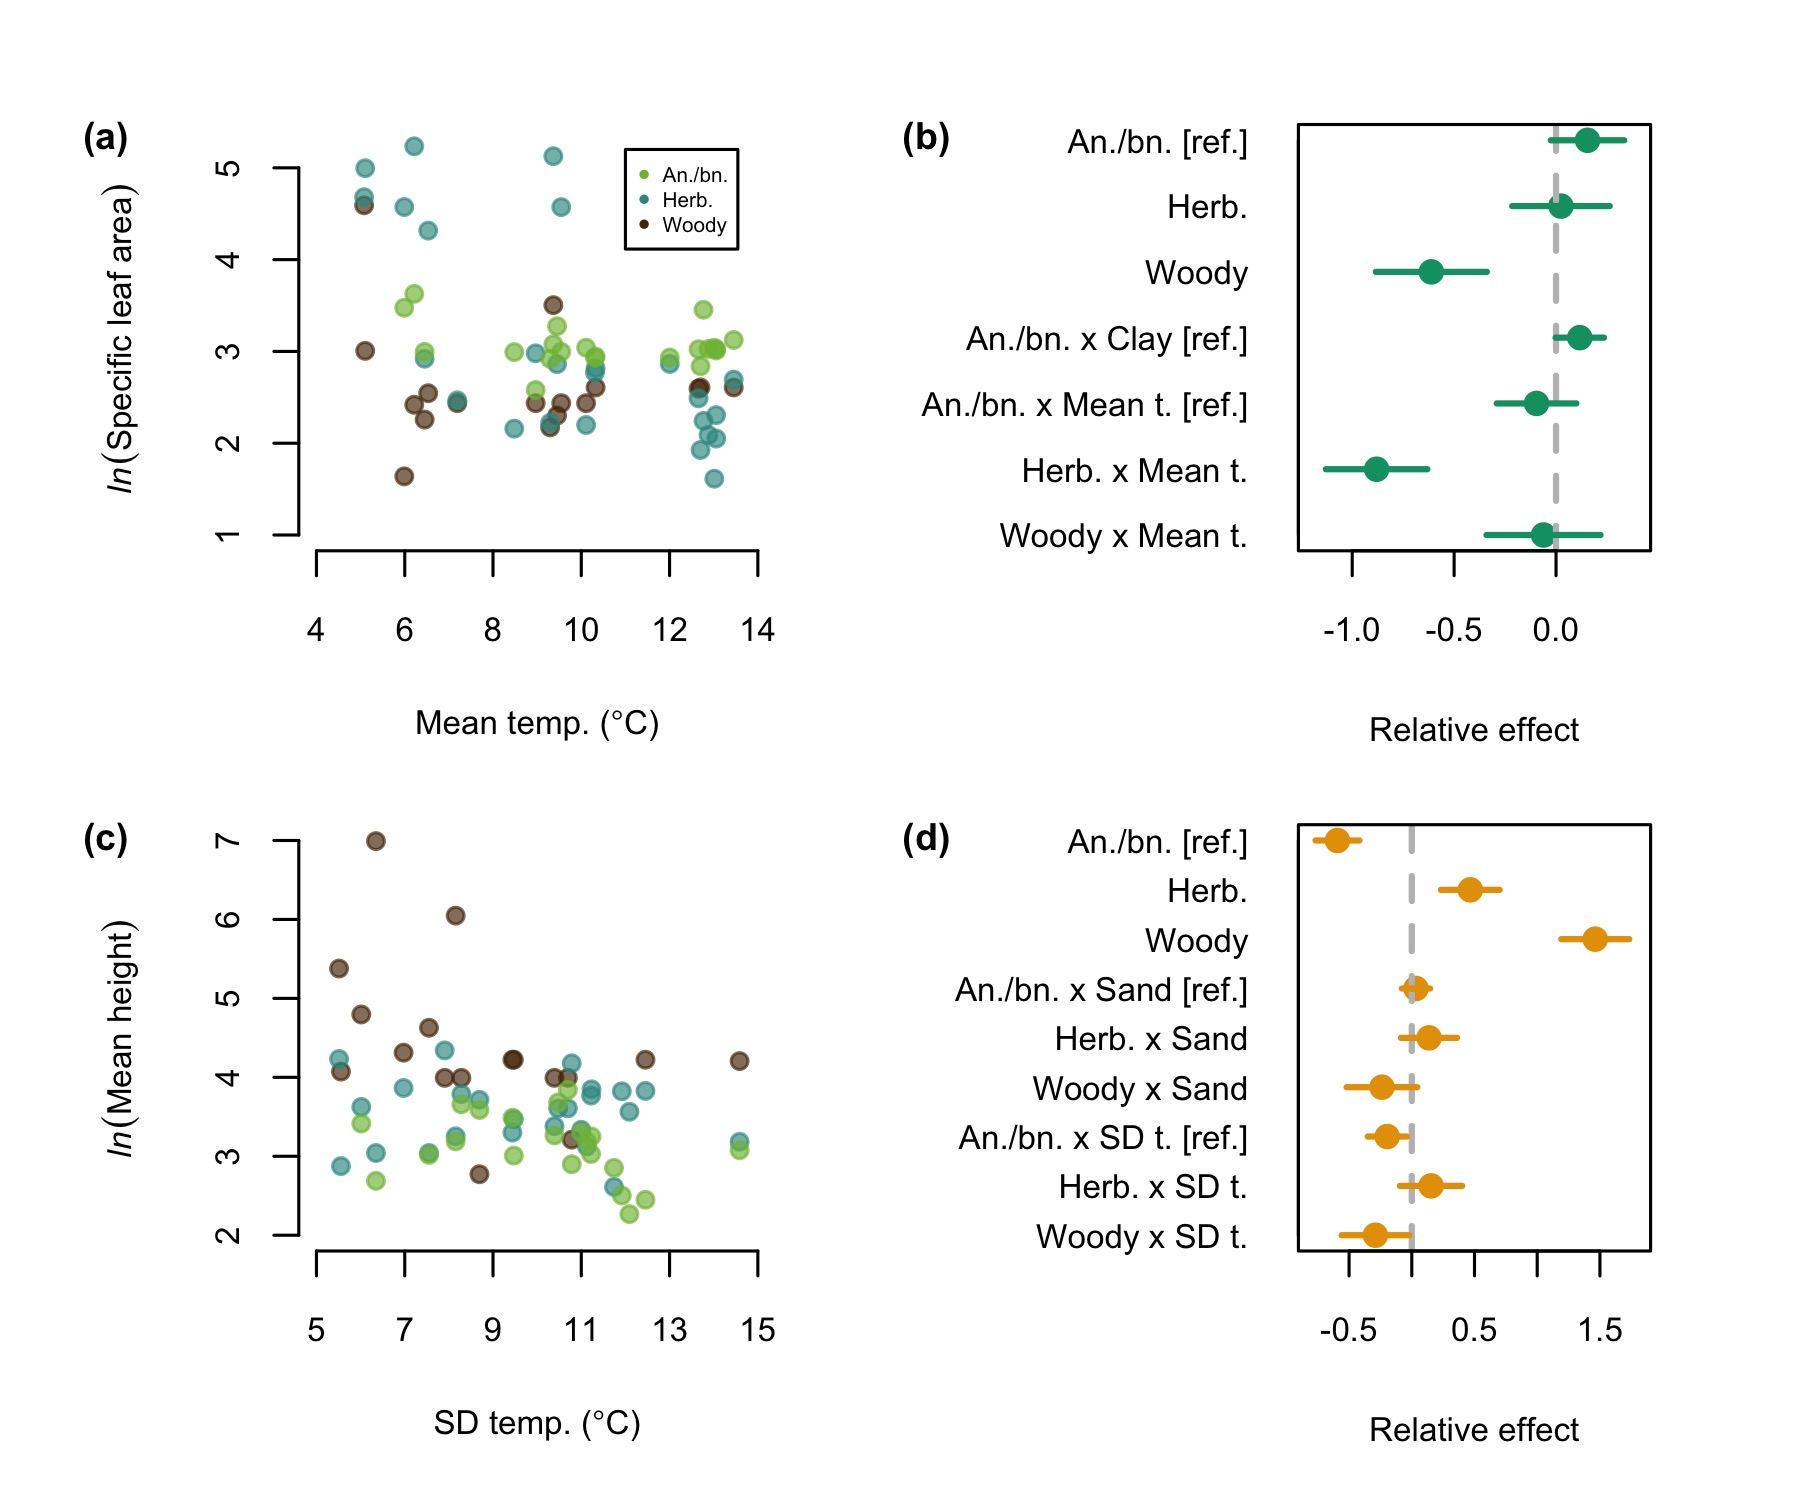 (a)
ln(Specific leaf area)
5
4
3
2
1
An./bn.
Herb.
Woody
4 6 8 10 12 14
Mean temp. (°C)
(b)
An./bn. [ref.]
Herb.
Woody
An./bn. x Clay [ref.]
An./bn. x Mean t. [ref.]
Herb. x Mean t.
Woody x Mean t.
-1.0 -0.5 0.0
Relative effect
(c)
ln(Mean height)
7
6
5
4
3
2
5 7 9 11 13 15
SD temp. (°C)
(d)
An./bn. [ref.]
Herb.
Woody
An./bn. x Sand [ref.]
Herb. x Sand
Woody x Sand
An./bn. x SD t. [ref.]
Herb. x SD t.
Woody x SD t.
-0.5 0.5 1.5
Relative effect